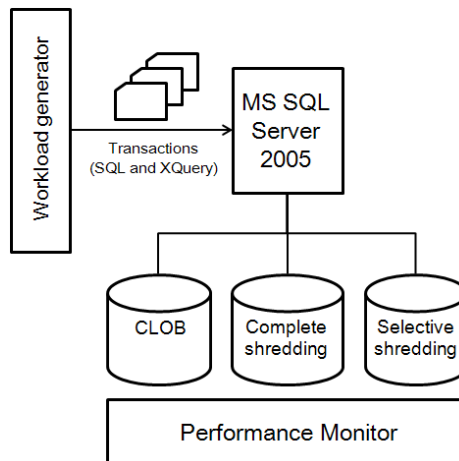 Workload generator
Transactions
(SQL and XQuery)
MS SQL
Server
2005
CLOB
Complete
shredding
Selective
shredding
Performance Monitor